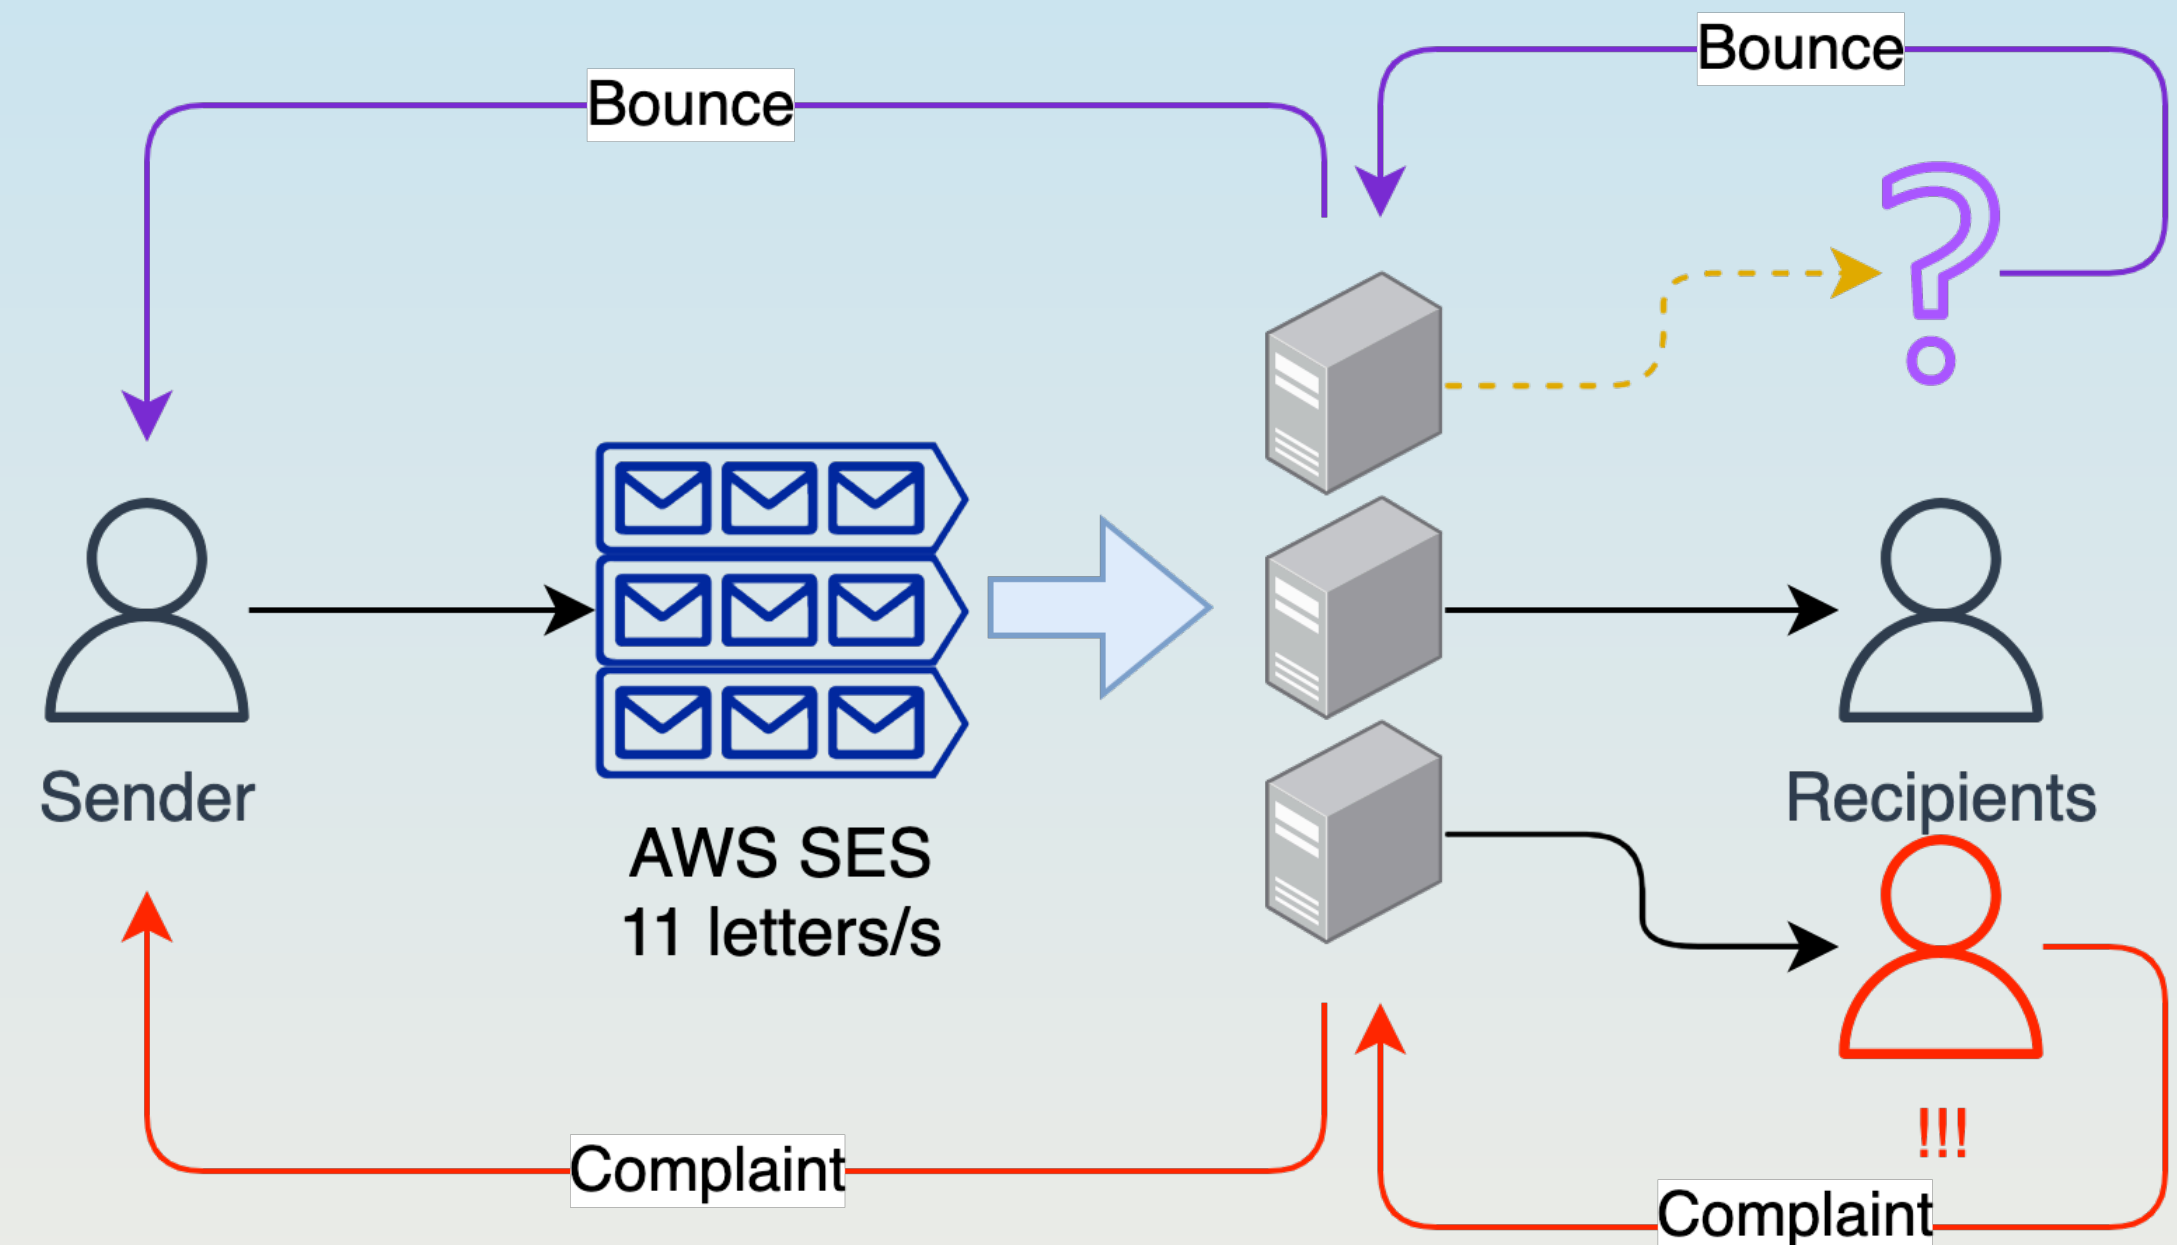 Bounce
Bounce
?
Sender
AWS SES
11 letters/s
Recipients
!!!
Complaint
Complaint